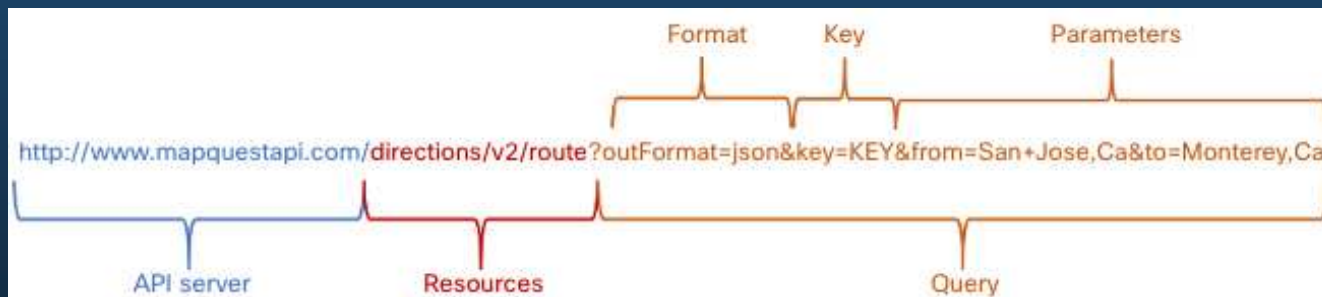 Format Key Parameters
http://www.mapquestapi.com/directions/v2/route?outFormat=json&key=KEY&from=San+Jose,Ca&to=Monterey,Ca
API server Resources Query